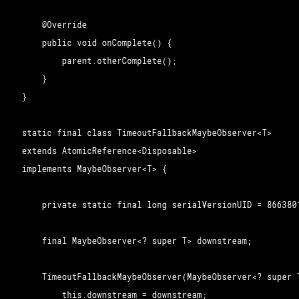 @Override
public void onComplete() {
parent.otherComplete();
}
}
static final class TimeoutFallbackMaybeObserver<T>
extends AtomicReference<Disposable>
implements MaybeObserver<T> {
private static final long serialVersionUID = 866380
final MaybeObserver<? super T> downstream;
TimeoutFallbackMaybeObserver(MaybeObserver<? super T
this.downstream = downstream;